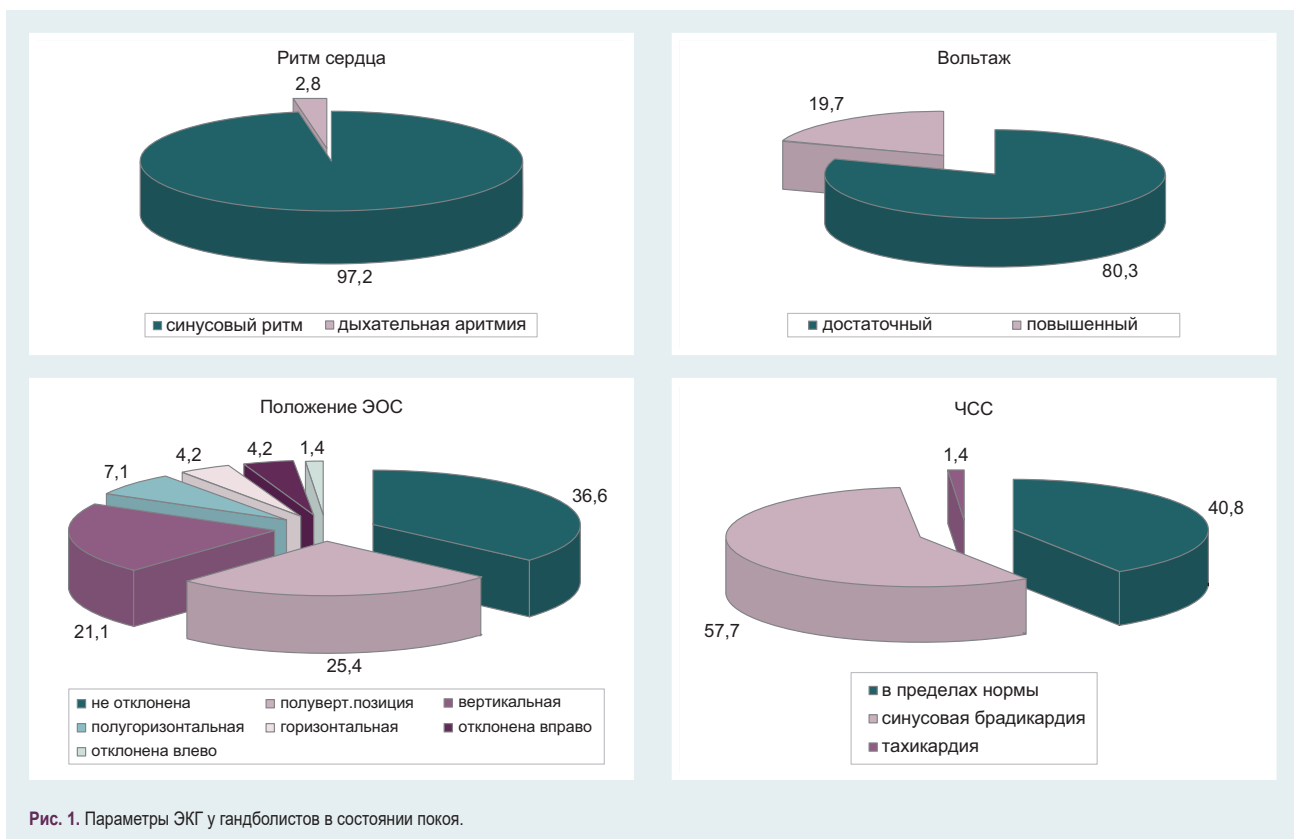 Ритм сердца
2,8
97,2
синусовый ритм дыхательная аритмия
Вольтаж
19,7
80,3
достаточный повышенный
Положение ЭОС
7,1
4,2
4,2
1,4
36,6
21,1
25,4
не отклонена полуверт.позиция вертикальная
полугоризонтальная горизонтальная отклонена вправо
отклонена влево
ЧСС
1,4
40,8
57,7
в пределах нормы
синусовая брадикардия
тахикардия
Рис. 1. Параметры ЭКГ у гандболистов в состоянии покоя.